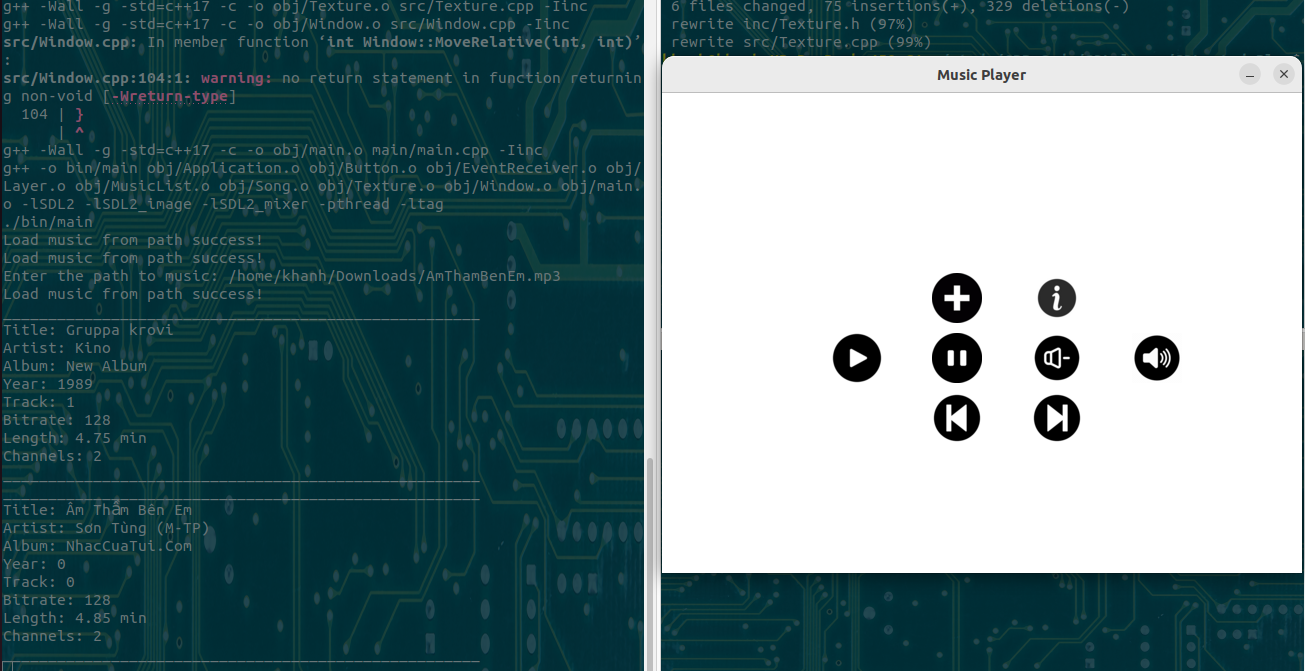 g++ -Wall -g -std=c++17 -c -o obj/Texture.o src/Texture.cpp -Iinc
g++ -Wall -g -std=c++17 -c -o obj/Window.o src/Window.cpp -Iinc
src/Window.cpp: In member function ‘int Window::MoveRelative(int, int)’
:
src/Window.cpp:104:1: warning: no return statement in function returnin
g non-void [-Wreturn-type]
104 | }
| ^
g++ -Wall -g -std=c++17 -c -o obj/main.o main/main.cpp -Iinc
g++ -o bin/main obj/Application.o obj/Button.o obj/EventReceiver.o obj/
Layer.o obj/MusicList.o obj/Song.o obj/Texture.o obj/Window.o obj/main.
o -lSDL2 -lSDL2_image -lSDL2_mixer -pthread -ltag
./bin/main
Load music from path success!
Load music from path success!
Enter the path to music: /home/khanh/Downloads/AmThamBenEm.mp3
Load music from path success!
Title: Gruppa krovi
Artist: Kino
Album: New Album
Year: 1989
Track: 1
Bitrate: 128
Length: 4.75 min
Channels: 2
Title: Âm Thầm Bên Em
Artist: Sơn Tùng (M-TP)
Album: NhacCuaTui.Com
Year: 0
Track: 0
Bitrate: 128
Length: 4.85 min
Channels: 2
6 files changed, 75 insertions(+), 329 deletions(-)
rewrite inc/Texture.h (97%)
rewrite src/Texture.cpp (99%)
Music Player